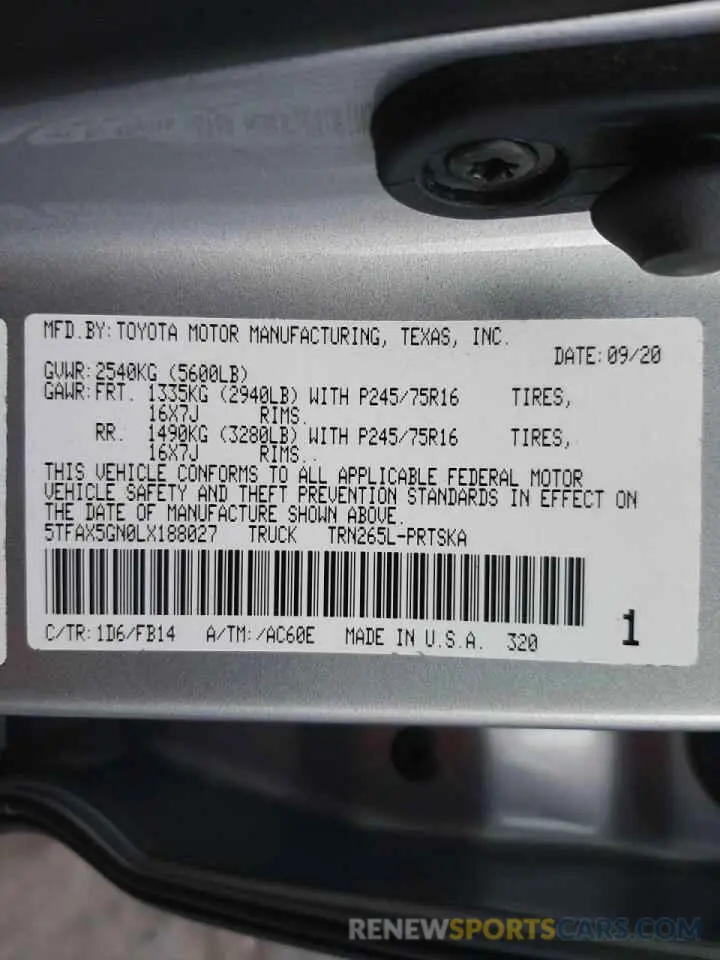 MFD.BY:TOYOTA MOTOR MANUFACTURING, TEXAS, INC.
DATE:09/20
GVWR:2540KG (5600LB)
GAWR:FRT. 1335KG (2940LB) WITH P245/75R16 TIRES,
16X7J RIMS.
RR. 1490KG (3280LB) WITH P245/75R16 TIRES,
16X7J RIMS..
THIS VEHICLE CONFORMS TO ALL APPLICABLE FEDERAL MOTOR
VEHICLE SAFETY AND THEFT PREVENTION STANDARDS IN EFFECT ON
THE DATE OF MANUFACTURE SHOWN ABOVE.
5TFAX5GN0LX188027 TRUCK TRN265L-PRTSKA
C/TR:1D6/FB14 A/TM:/AC60E MADE IN U.S.A. 320
1
RENEWSPORTSCARS.COM